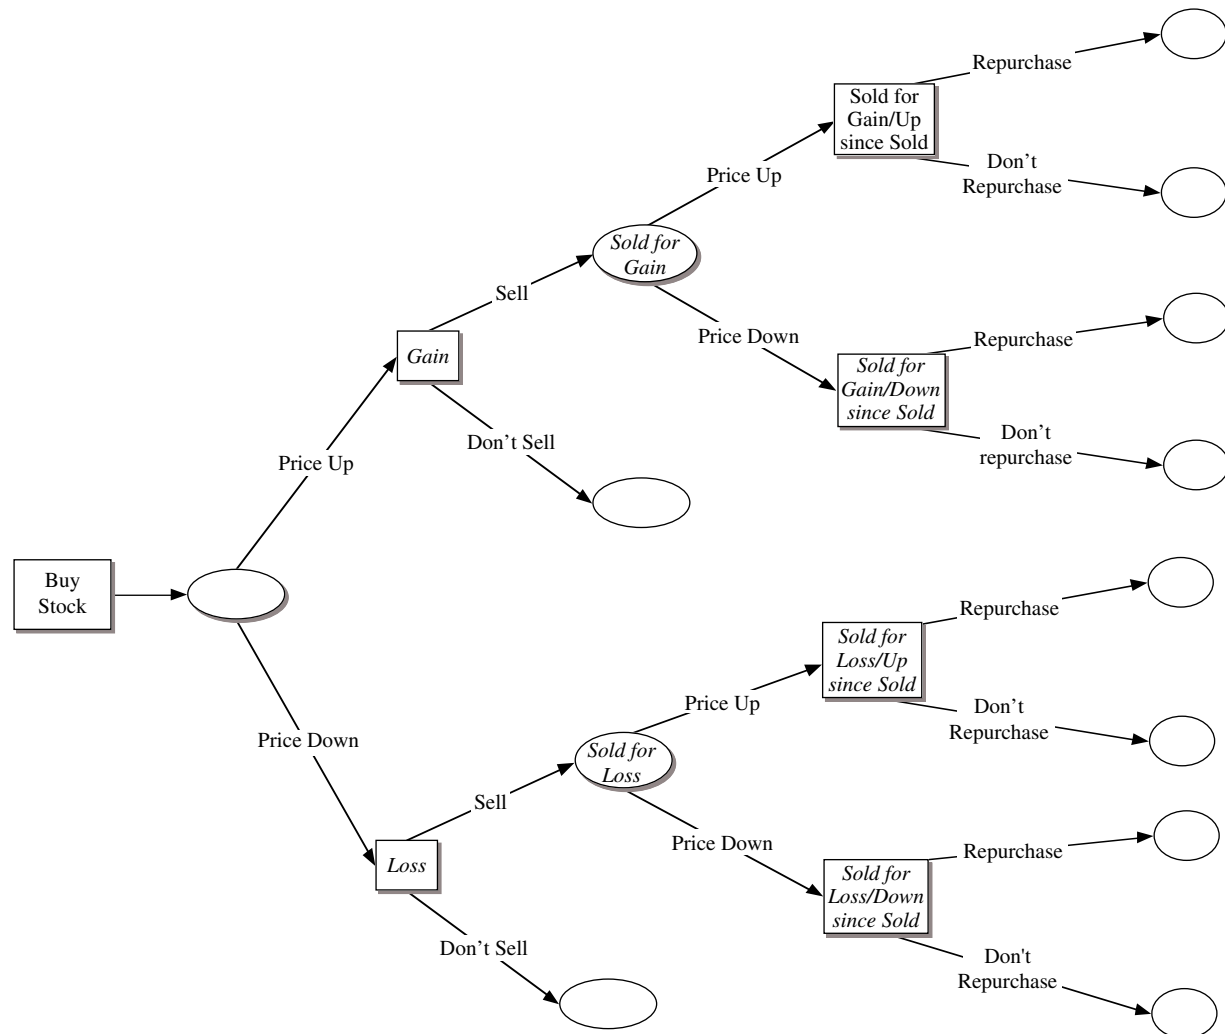 Repurchase
Sold for
Gain/Up
since Sold
Don't
Repurchase
Price Up
Sold for
Gain
Sell
Price Down
Repurchase
Sold for
Gain/Down
since Sold
Don't
repurchase
Gain
Don't Sell
Price Up
Buy
Stock
Repurchase
Sold for
Loss/Up
since Sold
Don't
Repurchase
Price Up
Price Down
Sold for
Loss
Sell
Price Down
Repurchase
Loss
Sold for
Loss/Down
since Sold
Don't Sell
Don't
Repurchase